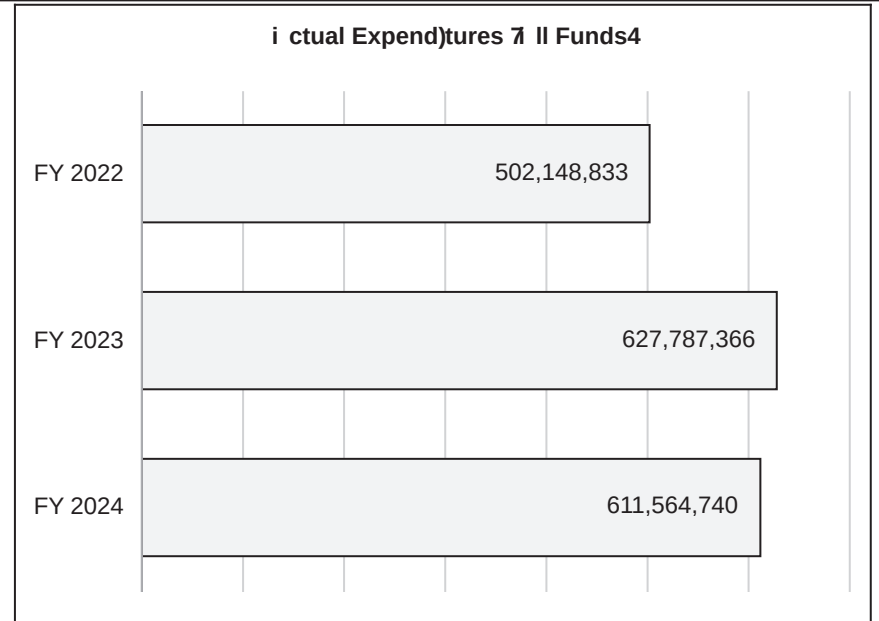 i ctual Expend)tures 7i ll Funds4
FY 2022 502,148,833
FY 2023 627,787,366
FY 2024 611,564,740